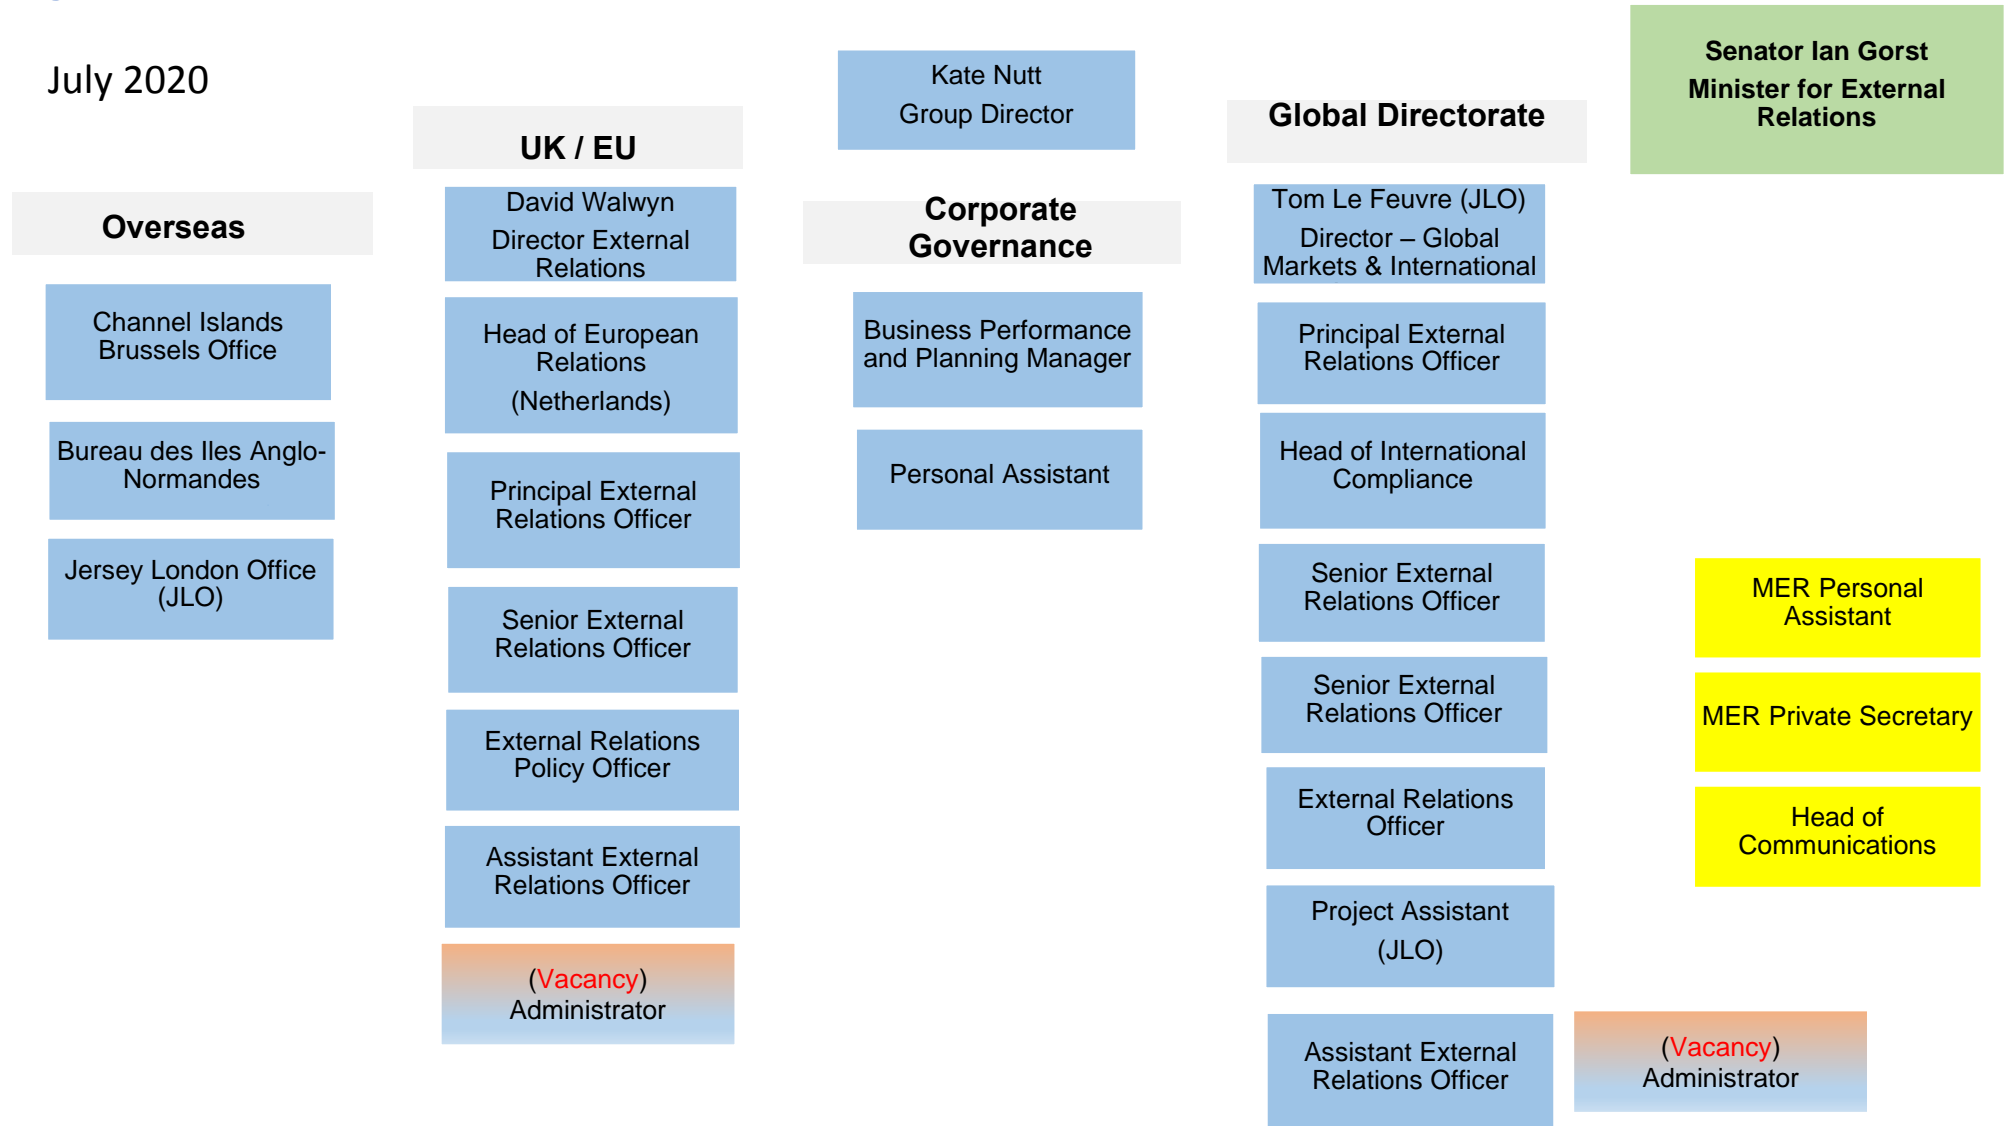 July 2020
Kate Nutt
Group Director
Senator Ian Gorst
Minister for External
Relations
Overseas
Channel Islands
Brussels Office
Bureau des Iles Anglo-
Normandes
Jersey London Office
(JLO)
UK / EU
David Walwyn
Director External
Relations
Head of European
Relations
(Netherlands)
Principal External
Relations Officer
Senior External
Relations Officer
External Relations
Policy Officer
Assistant External
Relations Officer
(Vacancy)
Administrator
Corporate
Governance
Business Performance
and Planning Manager
Personal Assistant
Global Directorate
Tom Le Feuvre (JLO)
Director – Global
Markets & International
Principal External
Relations Officer
Head of International
Compliance
Senior External
Relations Officer
Senior External
Relations Officer
External Relations
Officer
Project Assistant
(JLO)
Assistant External
Relations Officer
(Vacancy)
Administrator
MER Personal
Assistant
MER Private Secretary
Head of
Communications